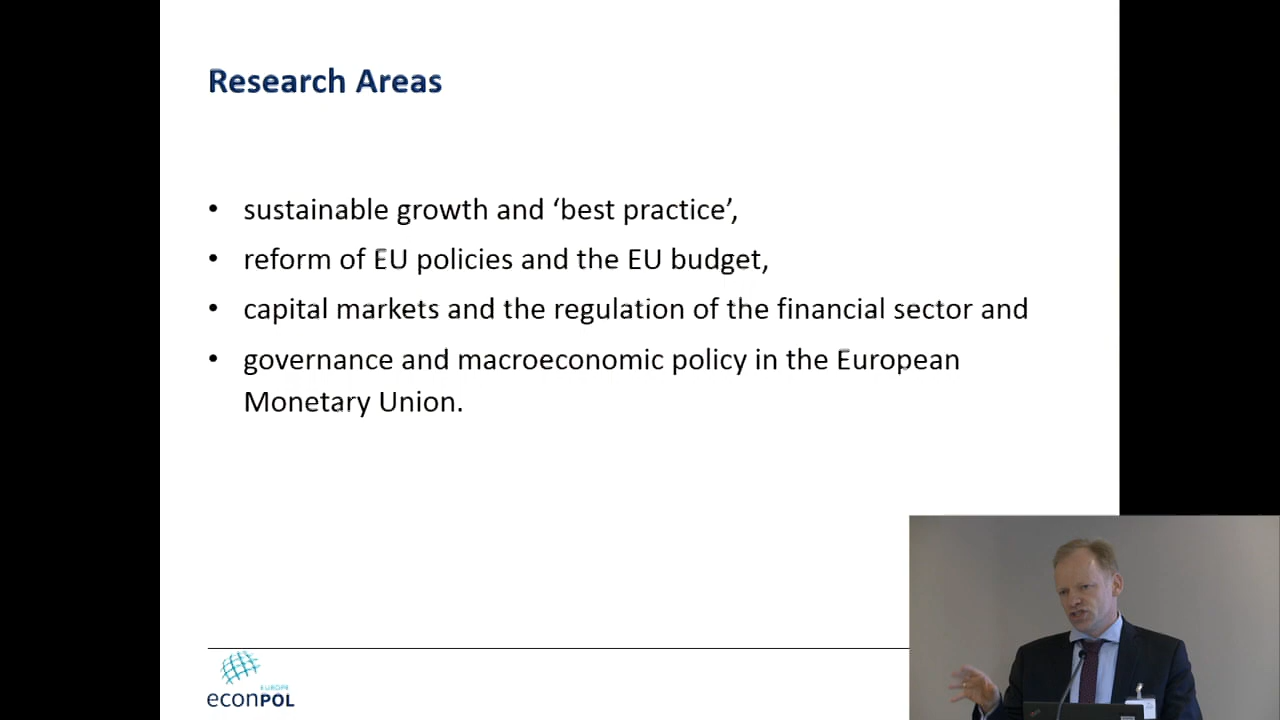 Research Areas
• sustainable growth and ‘best practice’,
• reform of EU policies and the EU budget,
• capital markets and the regulation of the financial sector and
• governance and macroeconomic policy in the European
Monetary Union.
EUROPE
econPOL